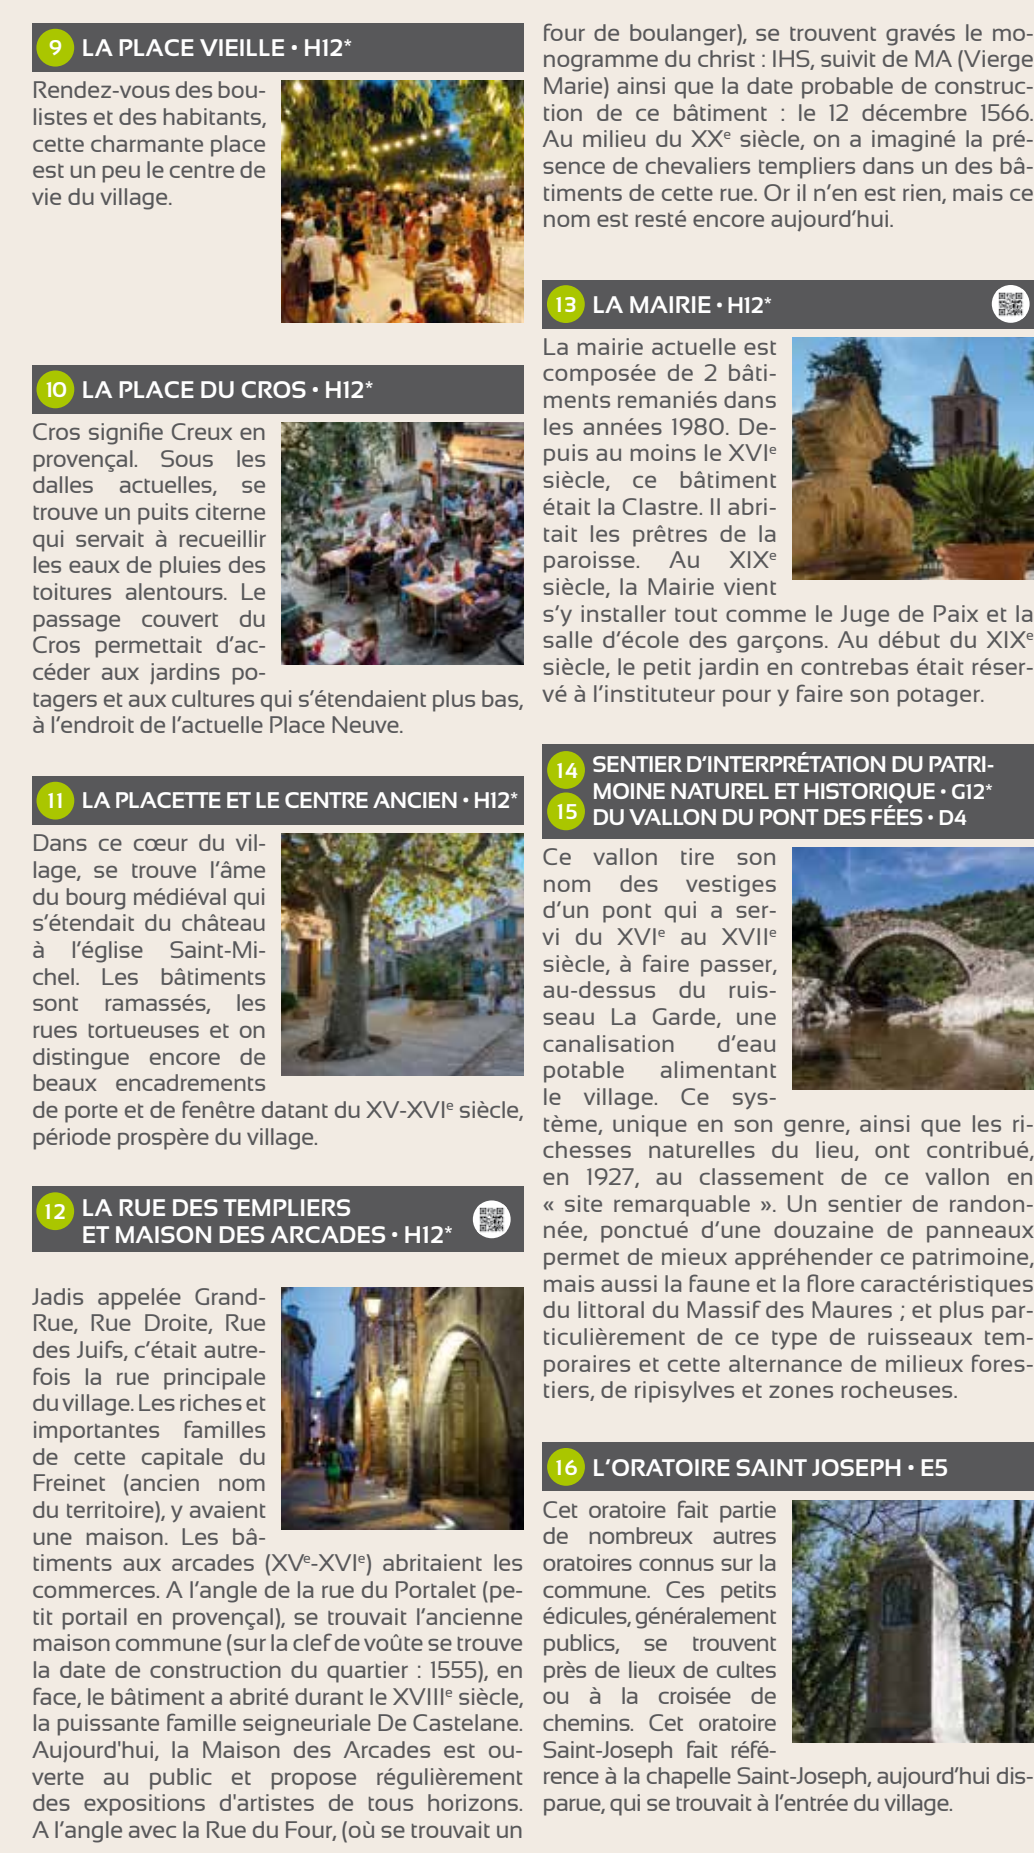 9 LA PLACE VIEILLE • H12*
Rendez-vous des bou-
listes et des habitants,
cette charmante place
est un peu le centre de
vie du village.
10 LA PLACE DU CROS • H12*
Cros signifie Creux en
provençal. Sous les
dalles actuelles, se
trouve un puits citerne
qui servait à recueillir
les eaux de pluies des
toitures alentours. Le
passage couvert du
Cros permettait d'ac-
céder aux jardins po-
tagers et aux cultures qui s'étendaient plus bas,
à l'endroit de l'actuelle Place Neuve.
11 LA PLACETTE ET LE CENTRE ANCIEN • H12*
Dans ce cœur du vil-
lage, se trouve l'âme
du bourg médiéval qui
s'étendait du château
à l'église Saint-Mi-
chel. Les bâtiments
sont ramassés, les
rues tortueuses et on
distingue encore de
beaux encadrements
de porte et de fenêtre datant du XV-XVIe siècle,
période prospère du village.
12 LA RUE DES TEMPLIERS
ET MAISON DES ARCADES • H12*
Jadis appelée Grand-
Rue, Rue Droite, Rue
des Juifs, c'était autre-
fois la rue principale
du village. Les riches et
importantes familles
de cette capitale du
Freinet (ancien nom
du territoire), y avaient
une maison. Les bâ-
timents aux arcades (XVe-XVIe) abritaient les
commerces. A l'angle de la rue du Portalet (pe-
tit portail en provençal), se trouvait l'ancienne
maison commune (sur la clef de voûte se trouve
la date de construction du quartier : 1555), en
face, le bâtiment a abrité durant le XVIIIe siècle,
la puissante famille seigneuriale De Castelane.
Aujourd'hui, la Maison des Arcades est ou-
verte au public et propose régulièrement
des expositions d'artistes de tous horizons.
A l'angle avec la Rue du Four, (où se trouvait un
four de boulanger), se trouvent gravés le mo-
nogramme du christ : IHS, suivit de MA (Vierge
Marie) ainsi que la date probable de construc-
tion de ce bâtiment : le 12 décembre 1566.
Au milieu du XXe siècle, on a imaginé la pré-
sence de chevaliers templiers dans un des bâ-
timents de cette rue. Or il n'en est rien, mais ce
nom est resté encore aujourd'hui.
13 LA MAIRIE • H12*
La mairie actuelle est
composée de 2 bâti-
ments remaniés dans
les années 1980. De-
puis au moins le XVIe
siècle, ce bâtiment
était la Clastre. Il abri-
tait les prêtres de la
paroisse. Au XIXe
siècle, la Mairie vient
s'y installer tout comme le Juge de Paix et la
salle d'école des garçons. Au début du XIXe
siècle, le petit jardin en contrebas était réser-
vé à l'instituteur pour y faire son potager.
14 SENTIER D'INTERPRÉTATION DU PATRI-
MOINE NATUREL ET HISTORIQUE • G12*
15 DU VALLON DU PONT DES FÉES • D4
Ce vallon tire son
nom des vestiges
d'un pont qui a ser-
vi du XVIe au XVIIe
siècle, à faire passer,
au-dessus du ruis-
seau La Garde, une
canalisation d'eau
potable alimentant
le village. Ce sys-
tème, unique en son genre, ainsi que les ri-
chesses naturelles du lieu, ont contribué,
en 1927, au classement de ce vallon en
« site remarquable ». Un sentier de randon-
née, ponctué d'une douzaine de panneaux
permet de mieux appréhender ce patrimoine,
mais aussi la faune et la flore caractéristiques
du littoral du Massif des Maures ; et plus par-
ticulièrement de ce type de ruisseaux tem-
poraires et cette alternance de milieux fores-
tiers, de ripisylves et zones rocheuses.
16 L'ORATOIRE SAINT JOSEPH • E5
Cet oratoire fait partie
de nombreux autres
oratoires connus sur la
commune. Ces petits
édicules, généralement
publics, se trouvent
près de lieux de cultes
ou à la croisée de
chemins. Cet oratoire
Saint-Joseph fait réfé-
rence à la chapelle Saint-Joseph, aujourd'hui dis-
parue, qui se trouvait à l'entrée du village.